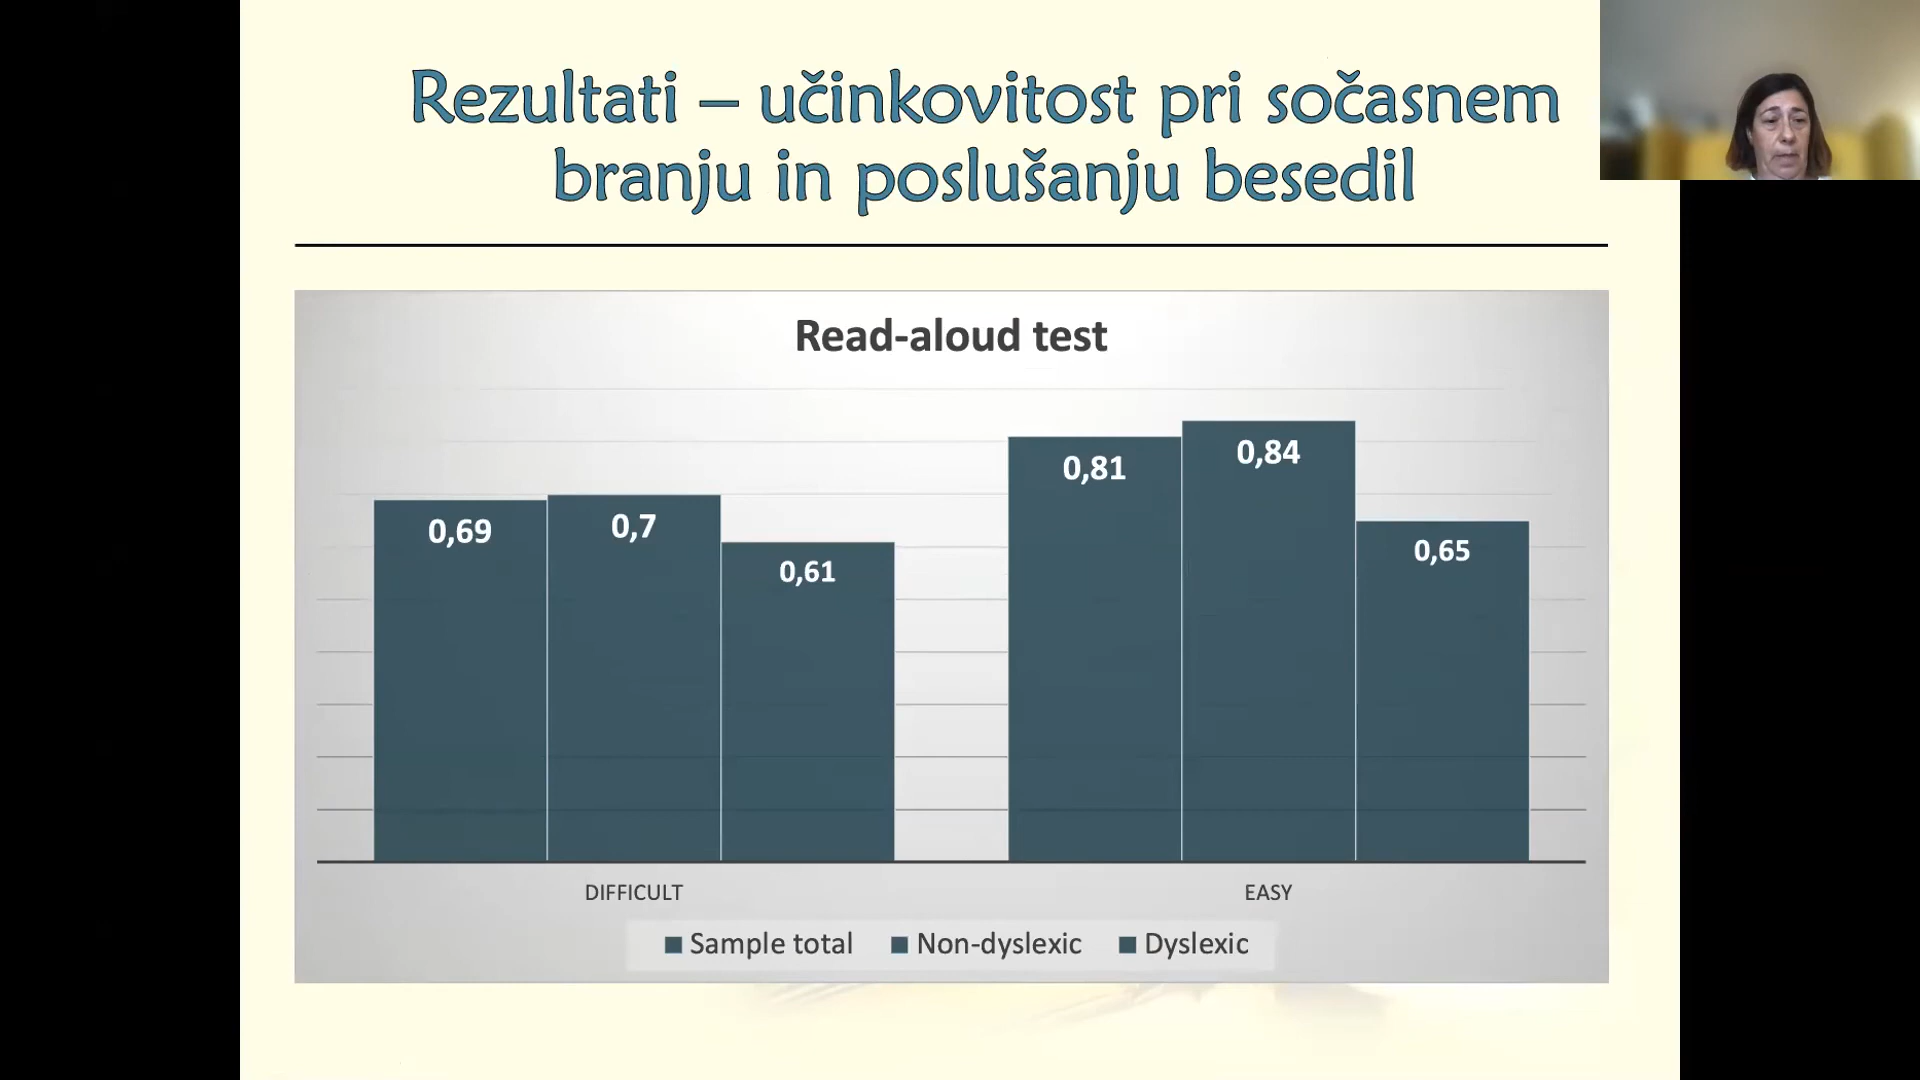 Rezultati – učinkovitost pri sočasnem
branju in poslušanju besedil
Read-aloud test
0,69
0,7
0,61
0,81
0,84
0,65
DIFFICULT
EASY
Sample total
Non-dyslexic
Dyslexic